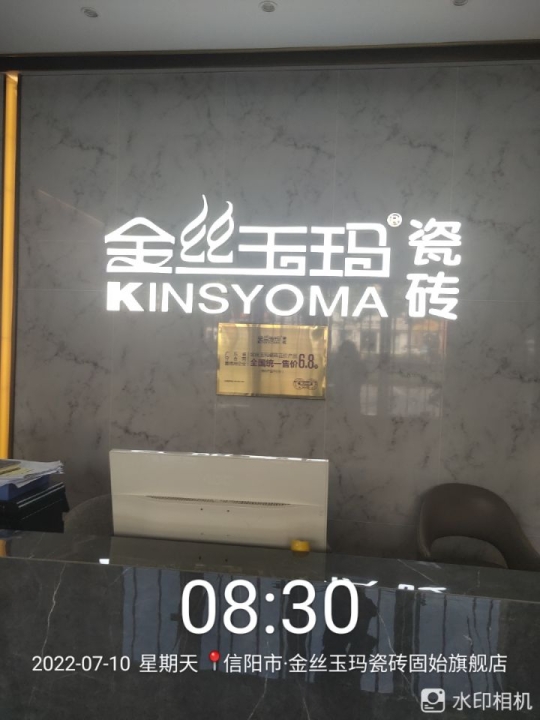 金丝玉玛® 瓷砖
KINSYOMA
全国统一售价6.8
08:30
2022-07-10 星期天 信阳市·金丝玉玛瓷砖固始旗舰店
水印相机